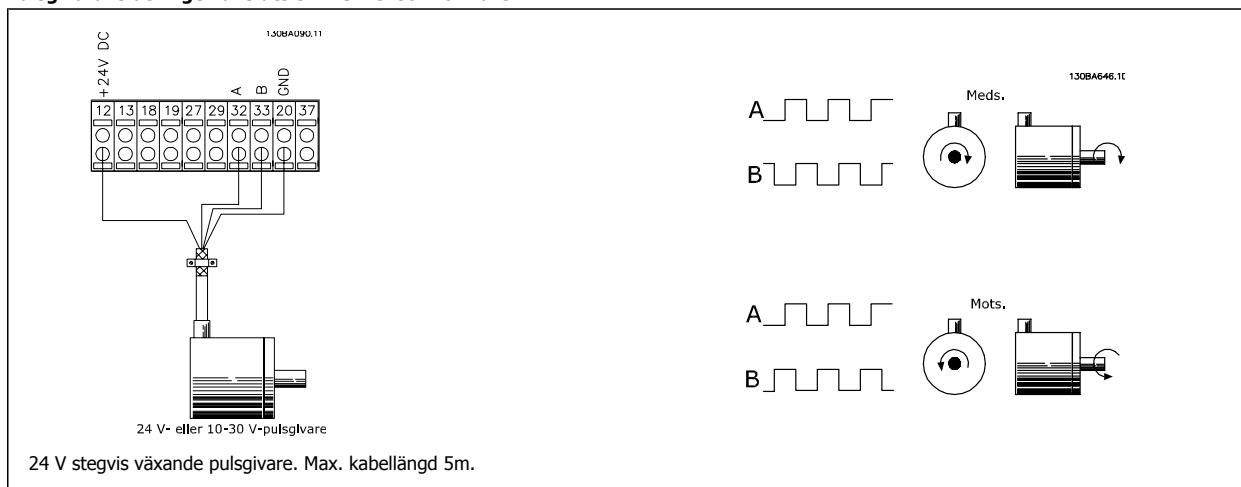 130BA090.11
+24V DC
A
B
GND
12 13 18 19 27 29 32 33 20 37
24 V- eller 10-30 V-pulsgivare
24 V stegvis växande pulsgivare. Max. kabellängd 5m.
130BA646.10
Meds.
A
B
Mots.
A
B